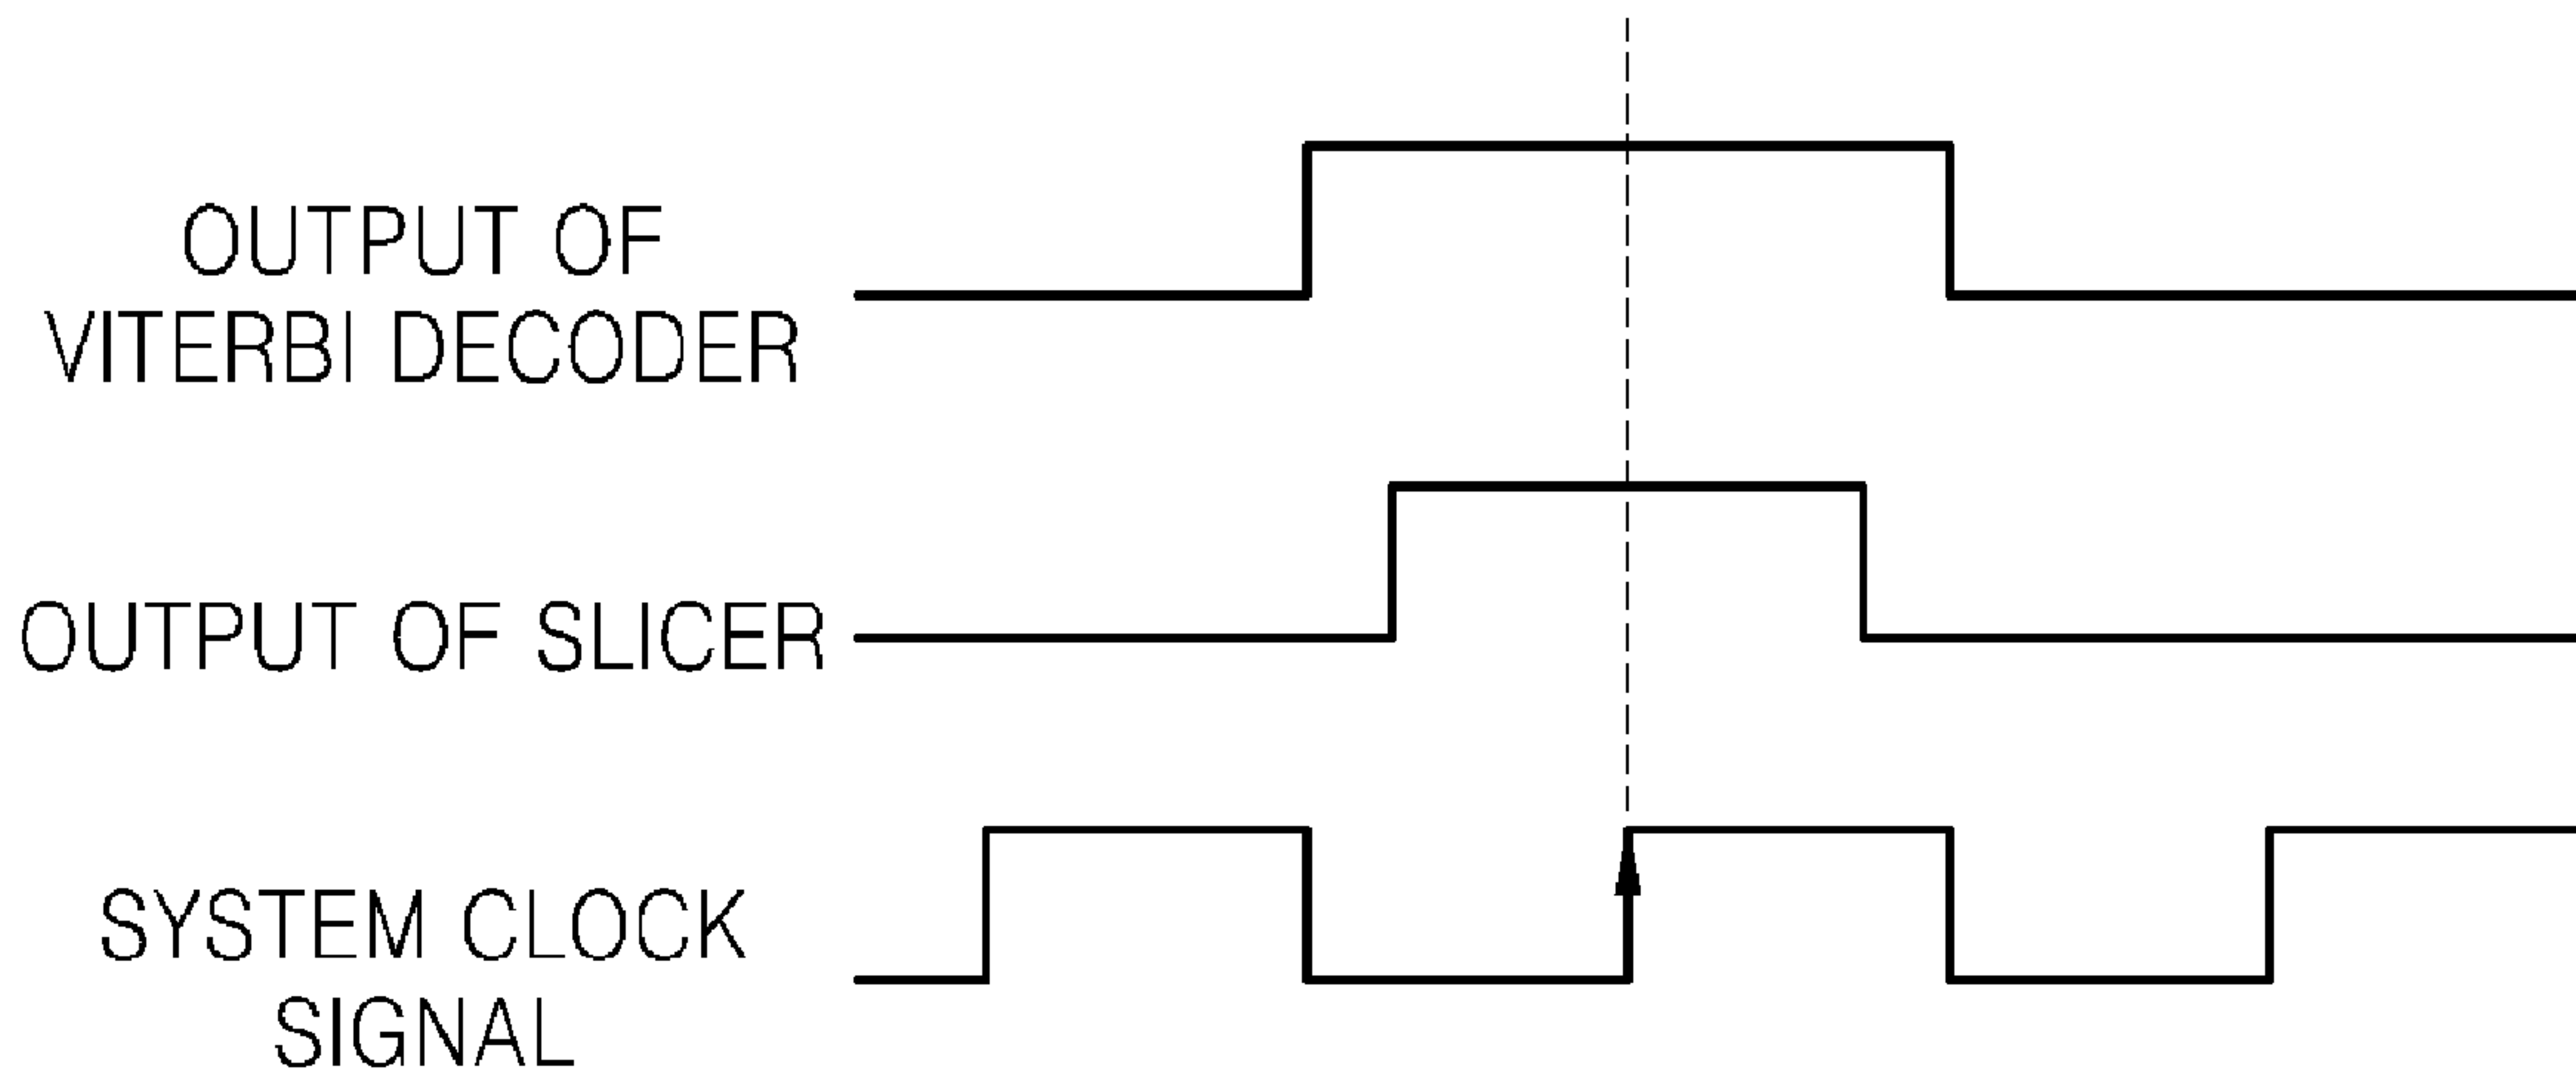 OUTPUT OF
VITERBI DECODER
OUTPUT OF SLICER
SYSTEM CLOCK
SIGNAL